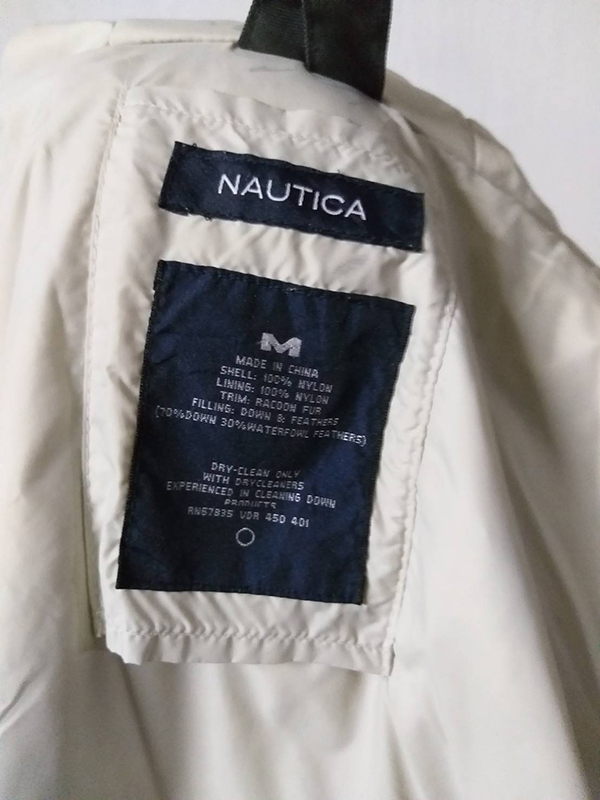 NAUTICA
M
MADE IN CHINA
SHELL: 100% NYLON
LINING: 100% NYLON
TRIM: RACOON FUR
FILLING: DOWN & FEATHERS
(70%DOWN 30%WATERFOWL FEATHERS)
DRY-CLEAN ONLY
WITH DRYCLEANERS
EXPERIENCED IN CLEANING DOWN
PRODUCTS
RN67835 VDR 450 401